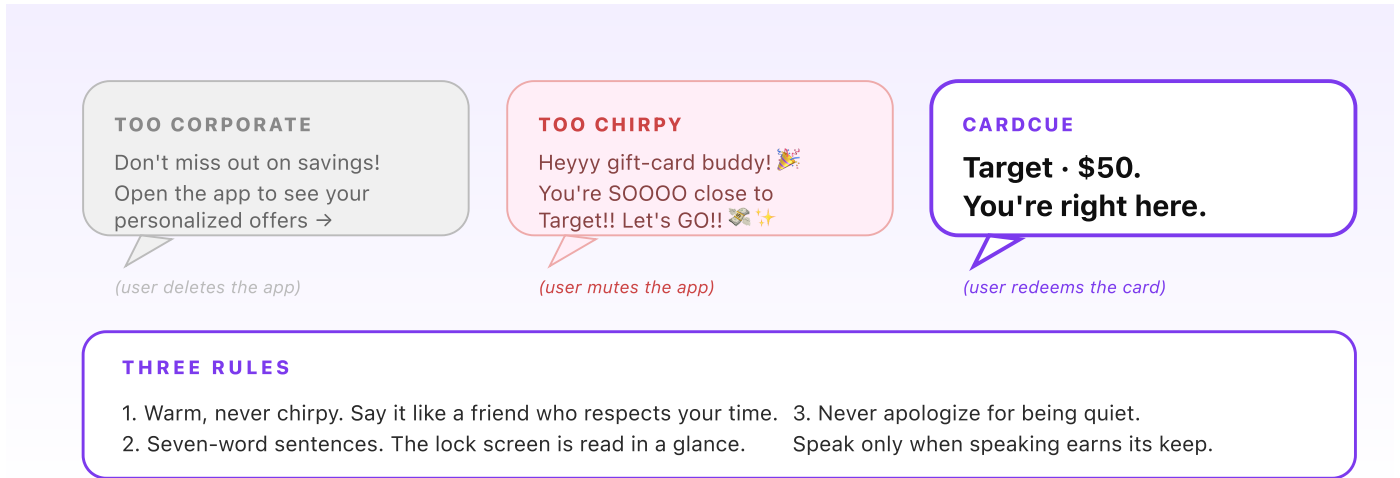 TOO CORPORATE
Don't miss out on savings!
Open the app to see your
personalized offers →
(user deletes the app)
TOO CHIRPY
Heyyy gift-card buddy! 🎉
You're SOOOO close to
Target!! Let's GO!! 💸 ✨
(user mutes the app)
CARDCUE
Target · $50.
You're right here.
(user redeems the card)
THREE RULES
1. Warm, never chirpy. Say it like a friend who respects your time.
2. Seven-word sentences. The lock screen is read in a glance.
3. Never apologize for being quiet.
Speak only when speaking earns its keep.